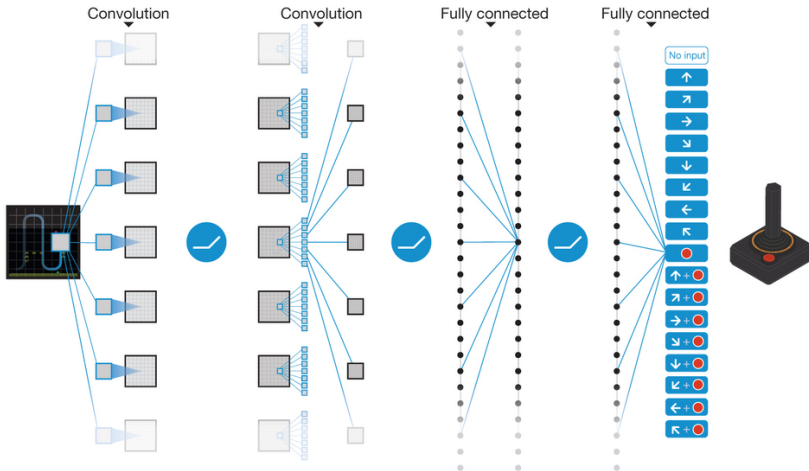 Convolution
Convolution
Fully connected
Fully connected
No input
+
+
+
+
+
+
+
+